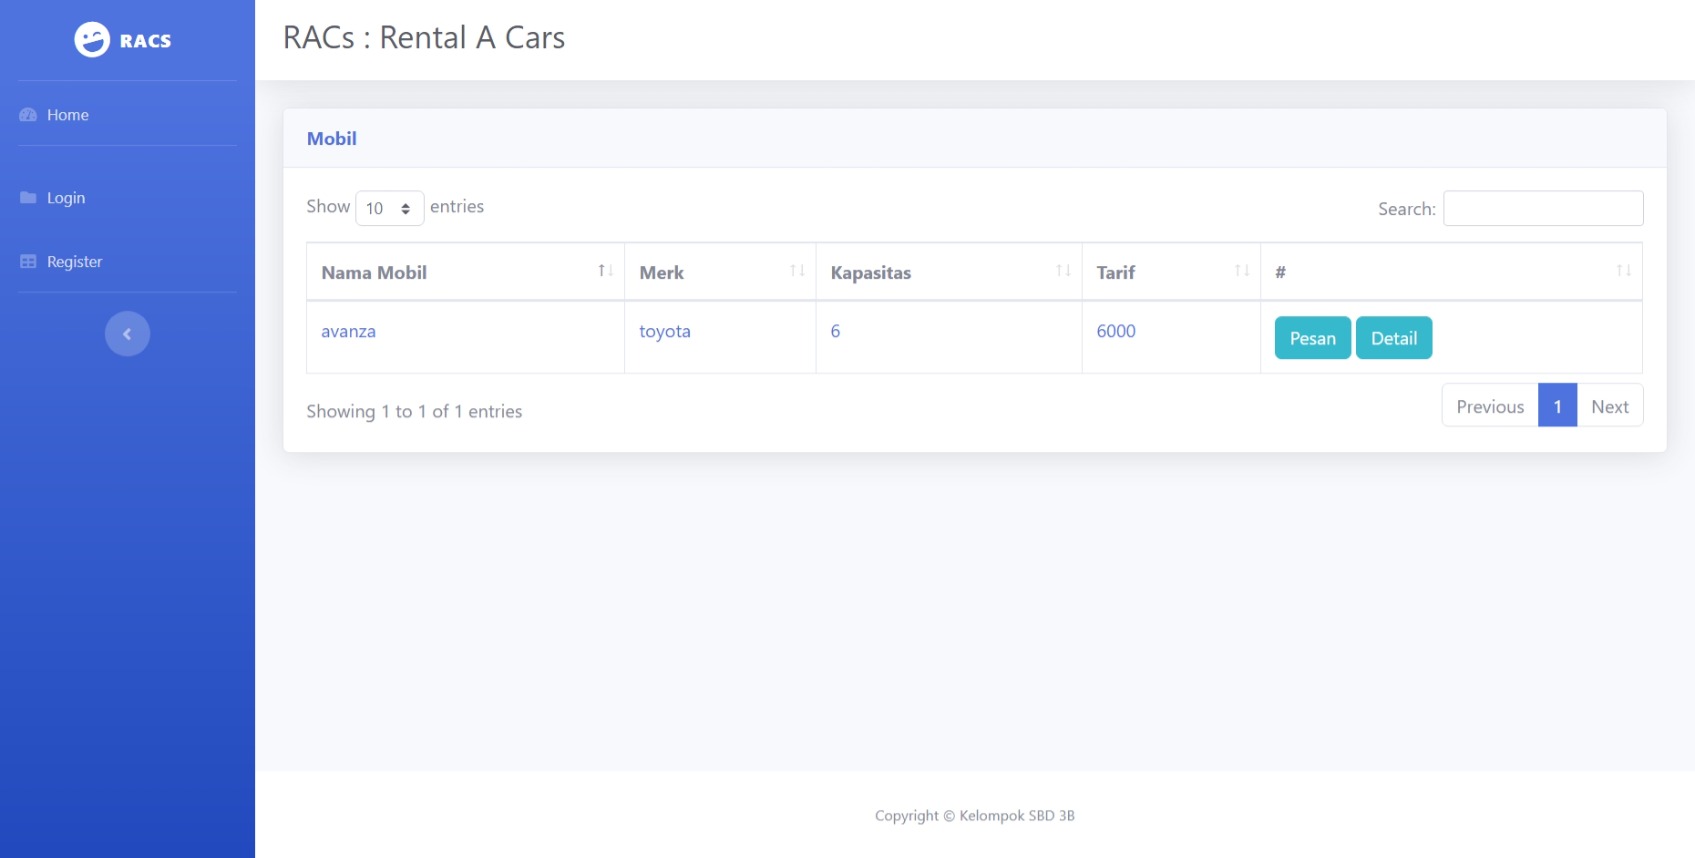 RACS
RACs : Rental A Cars
Home
Login
Register
Mobil
Show 10 entries
Search:
Nama Mobil Merk Kapasitas Tarif #
avanza toyota 6 6000 Pesan Detail
Showing 1 to 1 of 1 entries
Previous 1 Next
Copyright © Kelompok SBD 3B